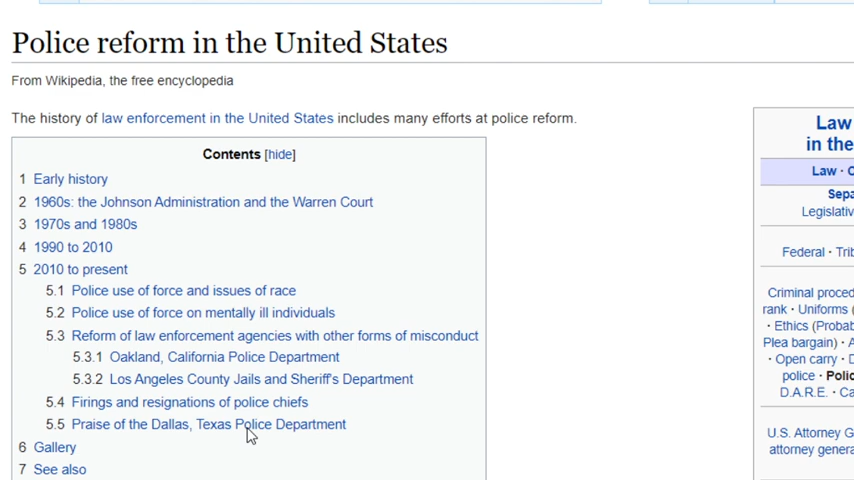 Police reform in the United States
From Wikipedia, the free encyclopedia
The history of law enforcement in the United States includes many efforts at police reform.
Contents [hide]
1 Early history
2 1960s: the Johnson Administration and the Warren Court
3 1970s and 1980s
4 1990 to 2010
5 2010 to present
5.1 Police use of force and issues of race
5.2 Police use of force on mentally ill individuals
5.3 Reform of law enforcement agencies with other forms of misconduct
5.3.1 Oakland, California Police Department
5.3.2 Los Angeles County Jails and Sheriff's Department
5.4 Firings and resignations of police chiefs
5.5 Praise of the Dallas, Texas Police Department
6 Gallery
7 See also
Law
in the
Law ·
Legislativ
Federal ·
Criminal proced
rank · Uniforms (
· Ethics (Probab
Plea bargain) ·
· Open carry ·
police · Polic
D.A.R.E. · Ca
U.S. Attorney G
attorney genera